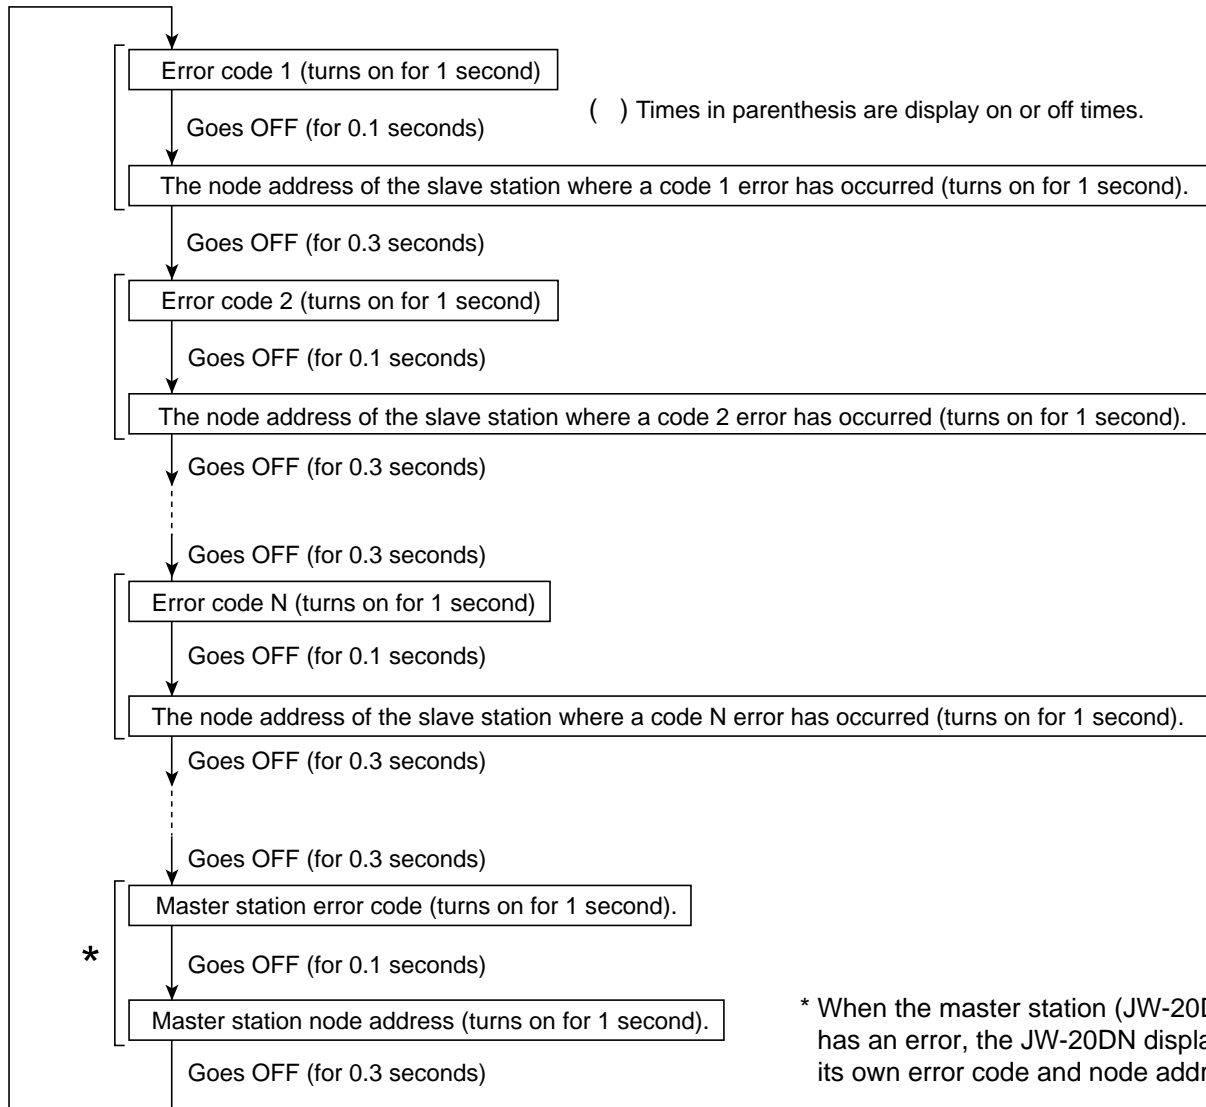 Error code 1 (turns on for 1 second)
( ) Times in parenthesis are display on or off times.
Goes OFF (for 0.1 seconds)
The node address of the slave station where a code 1 error has occurred (turns on for 1 second).
Goes OFF (for 0.3 seconds)
Error code 2 (turns on for 1 second)
Goes OFF (for 0.1 seconds)
The node address of the slave station where a code 2 error has occurred (turns on for 1 second).
Goes OFF (for 0.3 seconds)
Goes OFF (for 0.3 seconds)
Error code N (turns on for 1 second)
Goes OFF (for 0.1 seconds)
The node address of the slave station where a code N error has occurred (turns on for 1 second).
Goes OFF (for 0.3 seconds)
Goes OFF (for 0.3 seconds)
Master station error code (turns on for 1 second).
*
Goes OFF (for 0.1 seconds)
Master station node address (turns on for 1 second).
Goes OFF (for 0.3 seconds)
* When the master station
has an error, the JW-20DN
its own error code and node